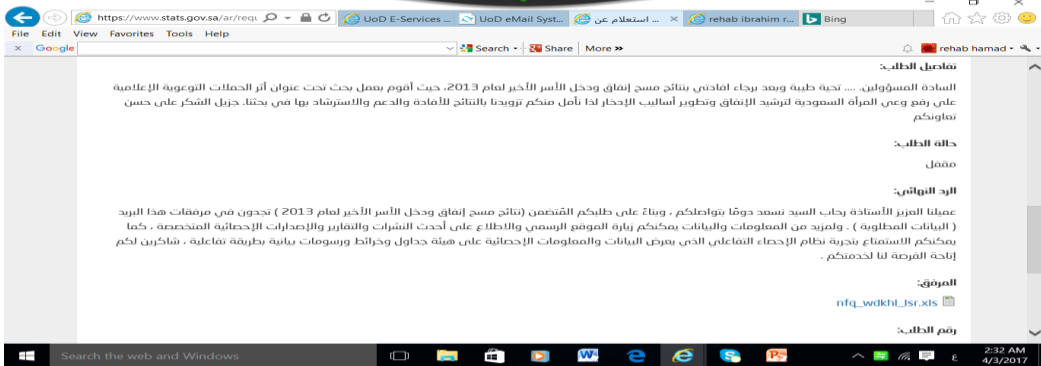 https://www.stats.gov.sa/ar/requ
UoD E-Services ...
UoD eMail Syst...
استعلام عن ...
rehab ibrahim r...
Bing
File Edit View Favorites Tools Help
Google
Search
Share
More »
rehab hamad
تفاصيل الطلب:
السادة المسؤولين. .... تحية طيبة وبعد برجاء افادتي بنتائج مسح إنفاق ودخل الأسر الأخير لعام 2013، حيث أقوم بعمل بحث تحت عنوان أثر الحملات التوعوية الإعلامية
على رفع وعي المرأة السعودية لترشيد الإنفاق وتطوير أساليب الإدخار لذا نأمل منكم تزويدنا بالنتائج للأفادة والدعم والاسترشاد بها في بحثنا. جزيل الشكر على حسن
تعاونكم
حالة الطلب:
مقفل
الرد النهائي:
عميلنا العزيز الأستاذة رحاب السيد نسعد دومًا بتواصلكم ، وبناءً على طلبكم المُتضمن (نتائج مسح إنفاق ودخل الأسر الأخير لعام 2013 ) تجدون في مرفقات هذا البريد
( البيانات المطلوبة ) . ولمزيد من المعلومات والبيانات يمكنكم زيارة الموقع الرسمي والاطلاع على أحدث النشرات والتقارير والإصدارات الإحصائية المتخصصة ، كما
يمكنكم الاستمتاع بتجربة نظام الإحصاء التفاعلي الذي يعرض البيانات والمعلومات الإحصائية على هيئة جداول وخرائط ورسومات بيانية بطريقة تفاعلية ، شاكرين لكم
إتاحة الفرصة لنا لخدمتكم .
المرفق:
nfq_wdkhl_lsr.xls
رقم الطلب:
Search the web and Windows
ع
2:32 AM
4/3/2017